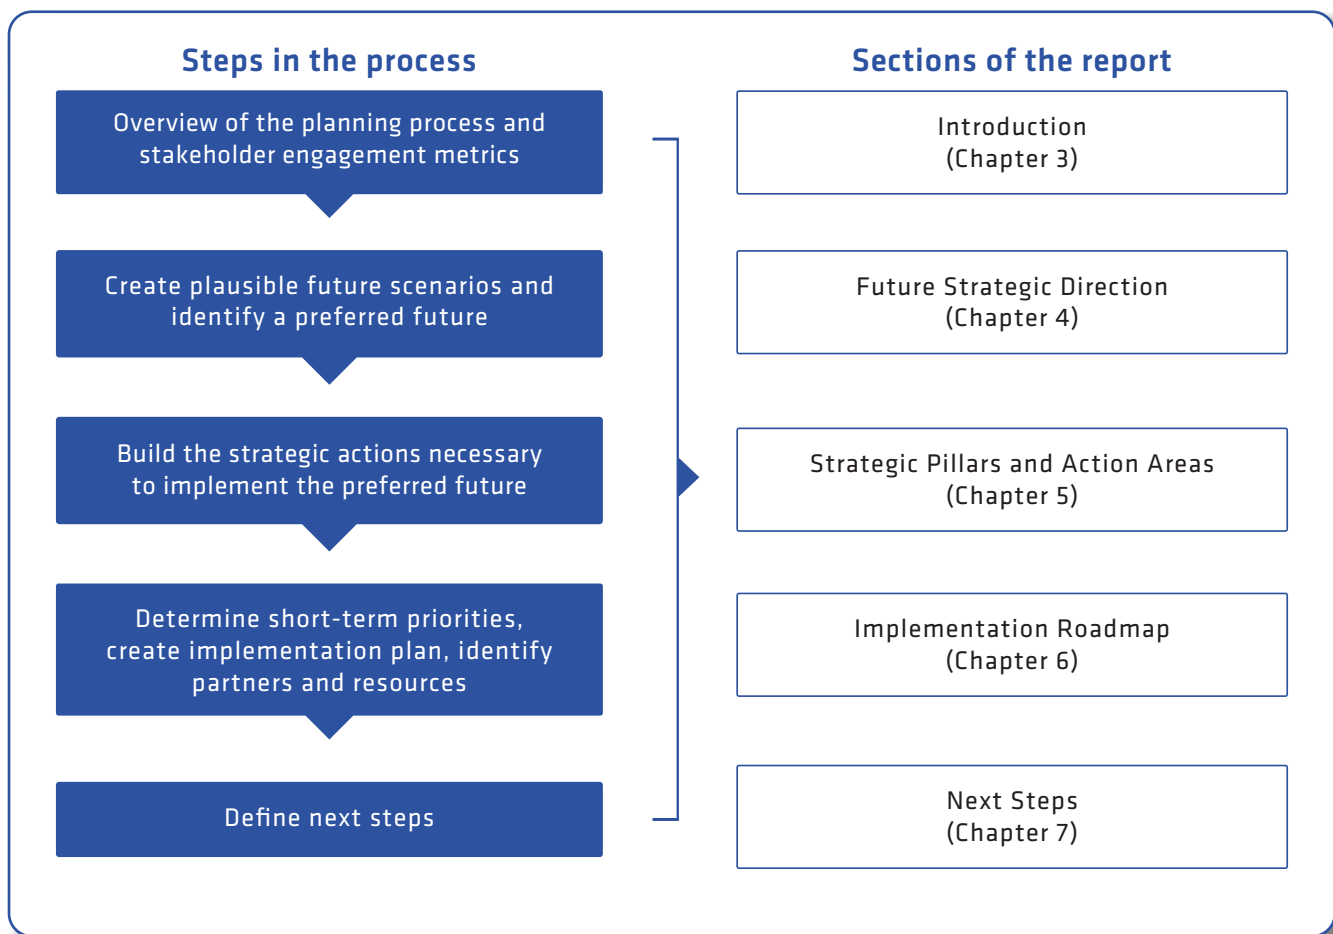 Steps in the process
Overview of the planning process and
stakeholder engagement metrics
Create plausible future scenarios and
identify a preferred future
Build the strategic actions necessary
to implement the preferred future
Determine short-term priorities,
create implementation plan, identify
partners and resources
Define next steps
Sections of the report
Introduction
(Chapter 3)
Future Strategic Direction
(Chapter 4)
Strategic Pillars and Action Areas
(Chapter 5)
Implementation Roadmap
(Chapter 6)
Next Steps
(Chapter 7)